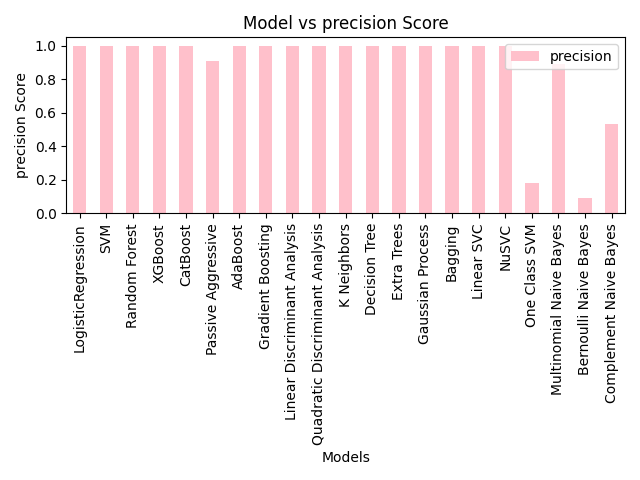 Model vs precision Score
precision Score
1.0
0.8
0.6
0.4
0.2
0.0
precision
LogisticRegression
SVM
Random Forest
XGBoost
CatBoost
Passive Aggressive
AdaBoost
Gradient Boosting
Linear Discriminant Analysis
Quadratic Discriminant Analysis
K Neighbors
Decision Tree
Extra Trees
Gaussian Process
Bagging
Linear SVC
NuSVC
One Class SVM
Multinomial Naive Bayes
Bernoulli Naive Bayes
Complement Naive Bayes
Models